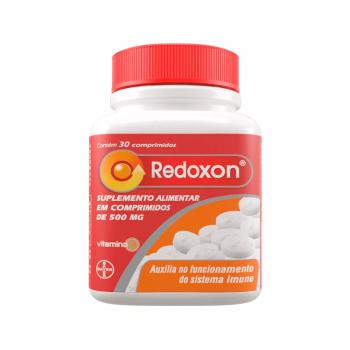 Contém 30 comprimidos
Redoxon®
SUPLEMENTO ALIMENTAR
EM COMPRIMIDOS
DE 500 MG
vitamina C
BAYER
Auxilia no funcionamento
do sistema imune